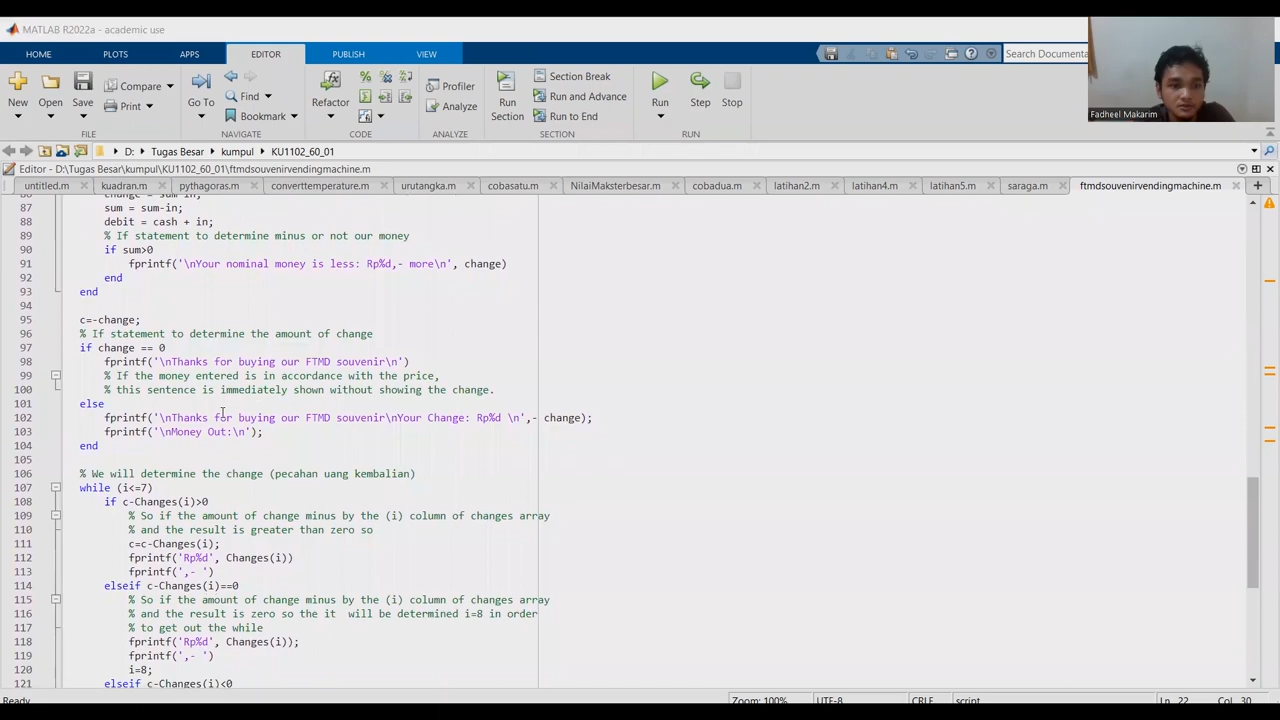 MATLAB R2022a - academic use
HOME PLOTS APPS EDITOR PUBLISH VIEW Search Documenta
New Open Save Compare Print Go To Find Bookmark Refactor Profiler Analyze Run Section Section Break Run and Advance Run to End Run Step Stop
FILE NAVIGATE CODE ANALYZE SECTION RUN
Fadheel Makarim
D: Tugas Besar kumpul KU1102_60_01
Editor - D:\Tugas Besar\kumpul\KU1102_60_01\ftmdsouvenirvendingmachine.m
untitled.m kuadran.m pythagoras.m converttemperature.m urutangka.m cobasatu.m NilaiMaksterbesar.m cobadua.m latihan2.m latihan4.m latihan5.m saraga.m ftmdsouvenirvendingmachine.m
86 change = sum-in;
87 sum = sum-in;
88 debit = cash + in;
89 % If statement to determine minus or not our money
90 if sum>0
91 fprintf('\nYour nominal money is less: Rp%d,- more\n', change)
92 end
93 end
94
95 c=-change;
96 % If statement to determine the amount of change
97 if change == 0
98 fprintf('\nThanks for buying our FTMD souvenir\n')
99 % If the money entered is in accordance with the price,
100 % this sentence is immediately shown without showing the change.
101 else
102 fprintf('\nThanks for buying our FTMD souvenir\nYour Change: Rp%d \n',- change);
103 fprintf('\nMoney Out:\n');
104 end
105
106 % We will determine the change (pecahan uang kembalian)
107 while (i<=7)
108 if c-Changes(i)>0
109 % So if the amount of change minus by the (i) column of changes array
110 % and the result is greater than zero so
111 c=c-Changes(i);
112 fprintf('Rp%d', Changes(i))
113 fprintf(',- ')
114 elseif c-Changes(i)==0
115 % So if the amount of change minus by the (i) column of changes array
116 % and the result is zero so the it  will be determined i=8 in order
117 % to get out the while
118 fprintf('Rp%d', Changes(i));
119 fprintf(',- ')
120 i=8;
121 elseif c-Changes(i)<0
Ready Zoom: 100% UTF-8 CRLF script Ln 22 Col 30